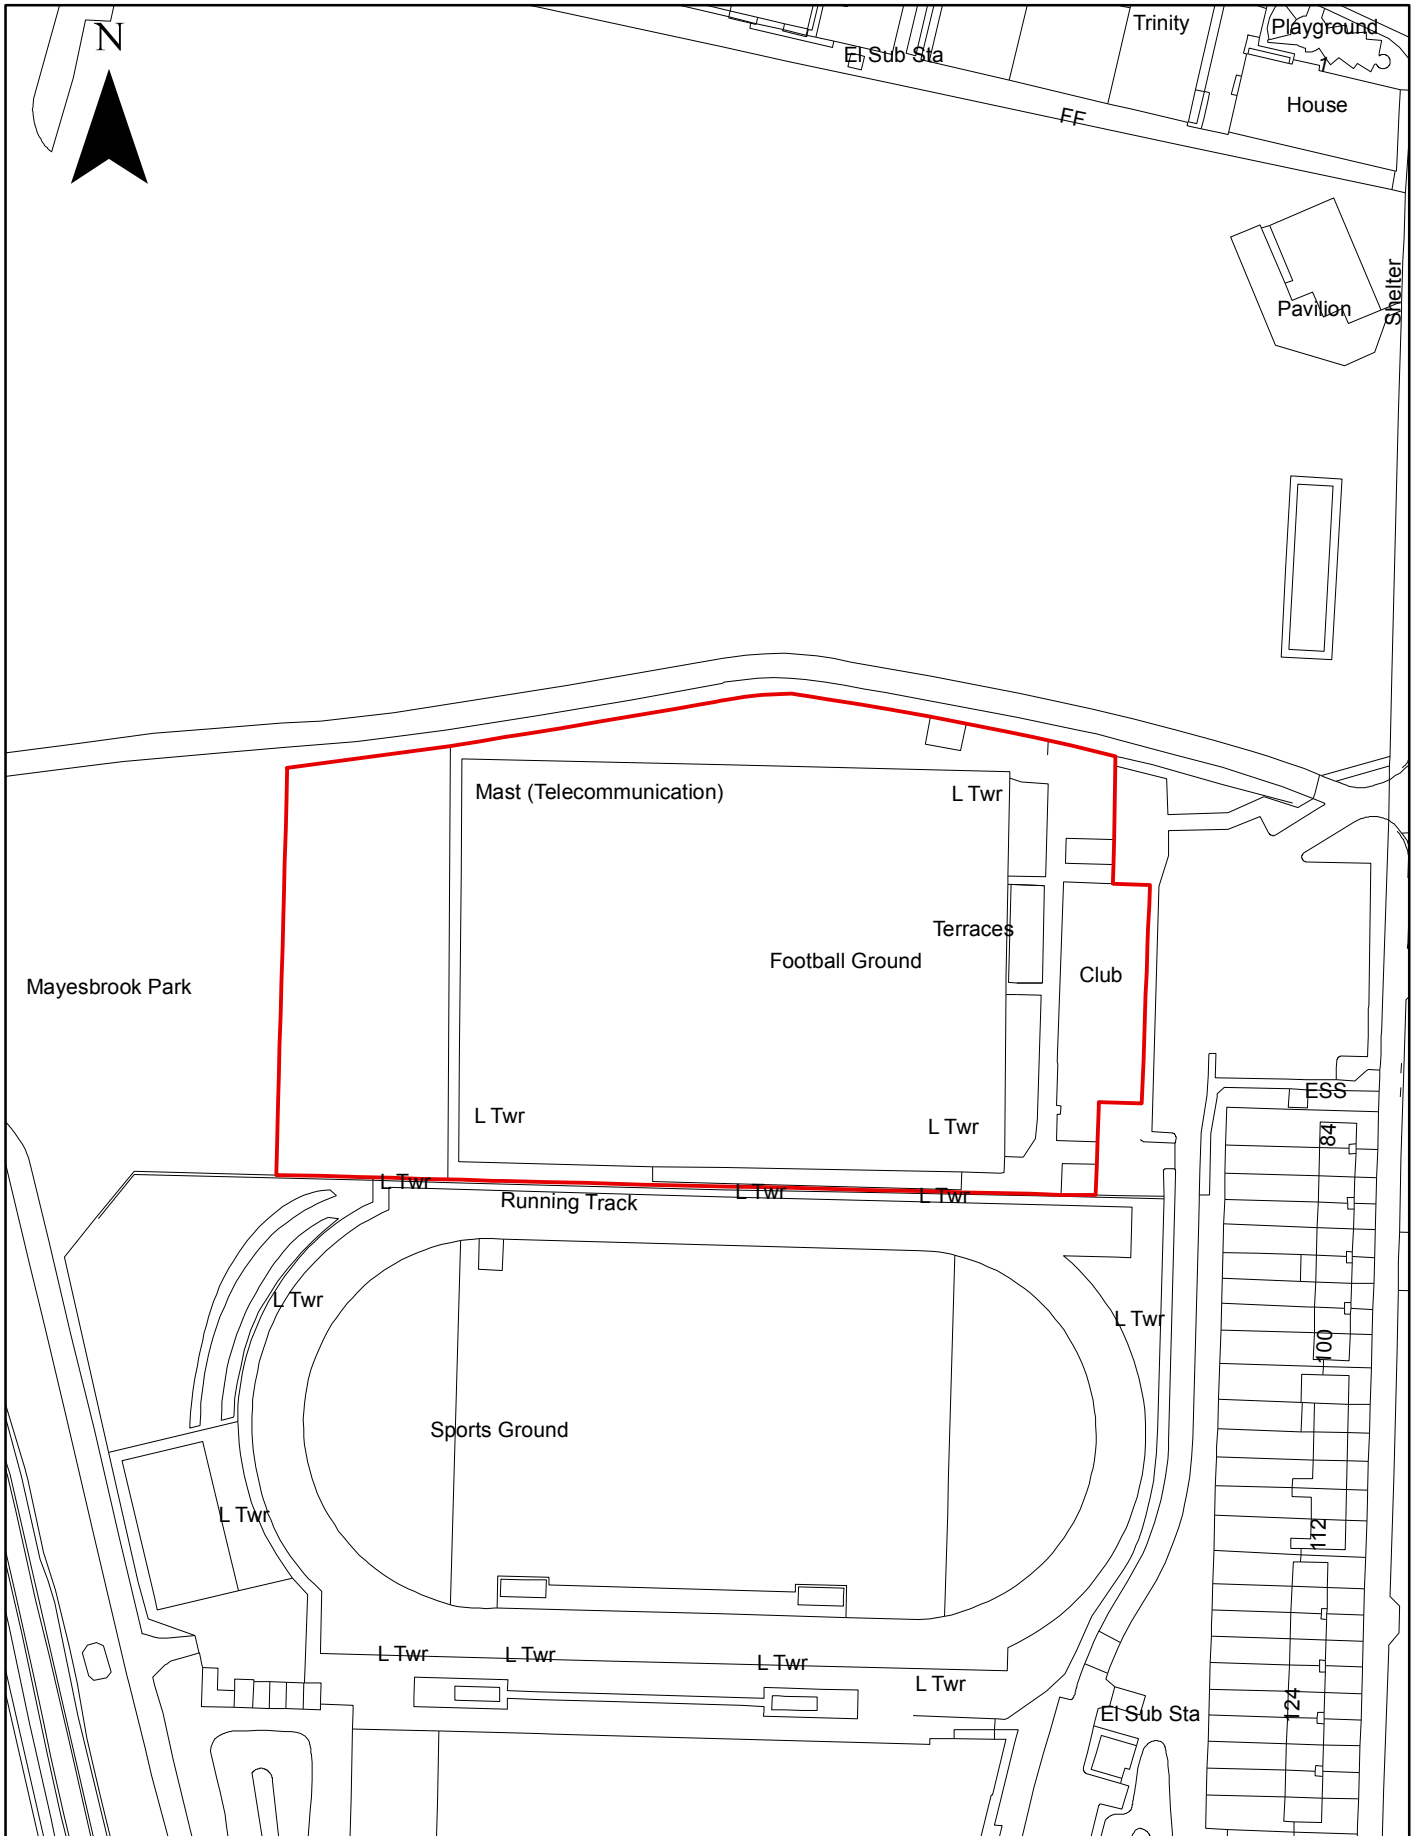 N
Trinity
Playground
El Sub Sta
1
House
FF
Shelter
Pavilion
Mast (Telecommunication)
L Twr
Terraces
Football Ground
Club
Mayesbrook Park
ESS
L Twr
L Twr
84
L Twr
L Twr
L Twr
Running Track
L Twr
L Twr
100
Sports Ground
L Twr
112
L Twr
L Twr
L Twr
L Twr
124
El Sub Sta